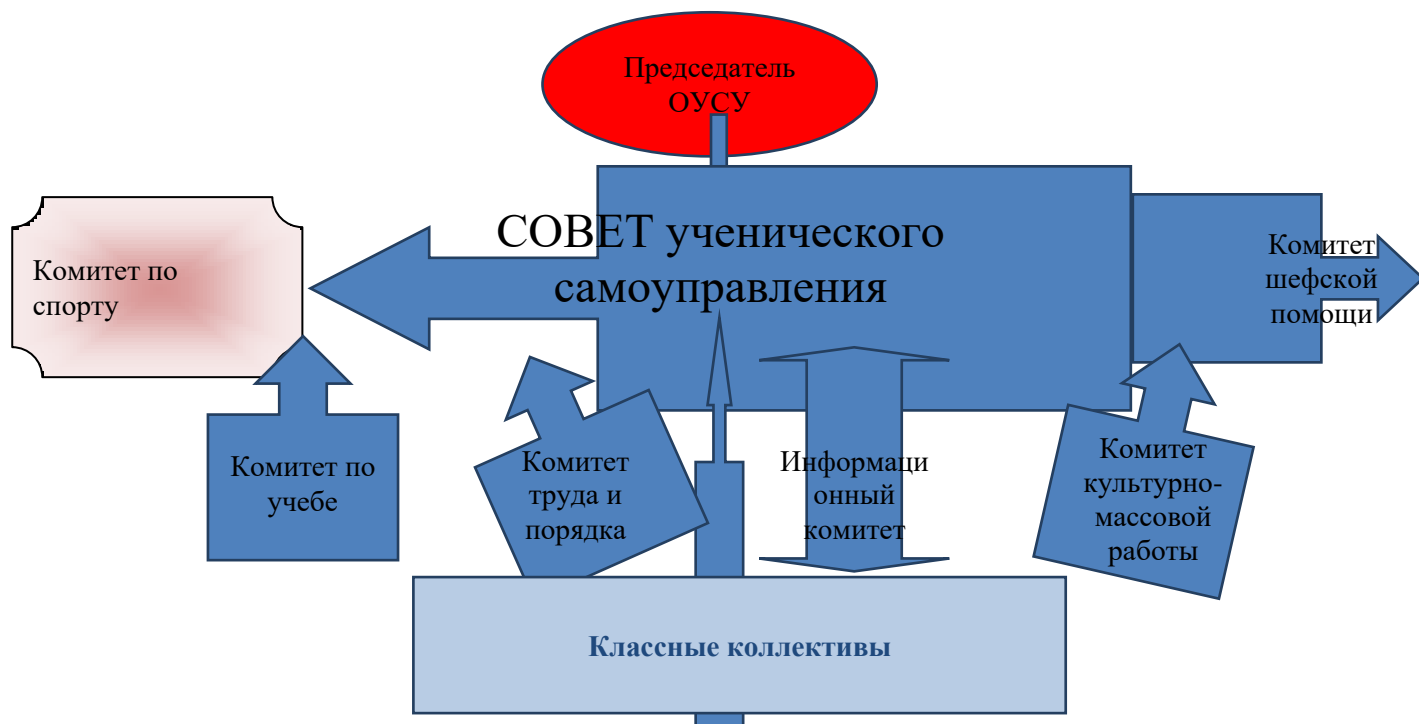 Председатель
ОУСУ
СОВЕТ ученического
самоуправления
Комитет по
спорту
Комитет
шефской
помощи
Комитет по
учебе
Комитет
труда и
порядка
Информаци
онный
комитет
Комитет
культурно-
массовой
работы
Классные коллективы